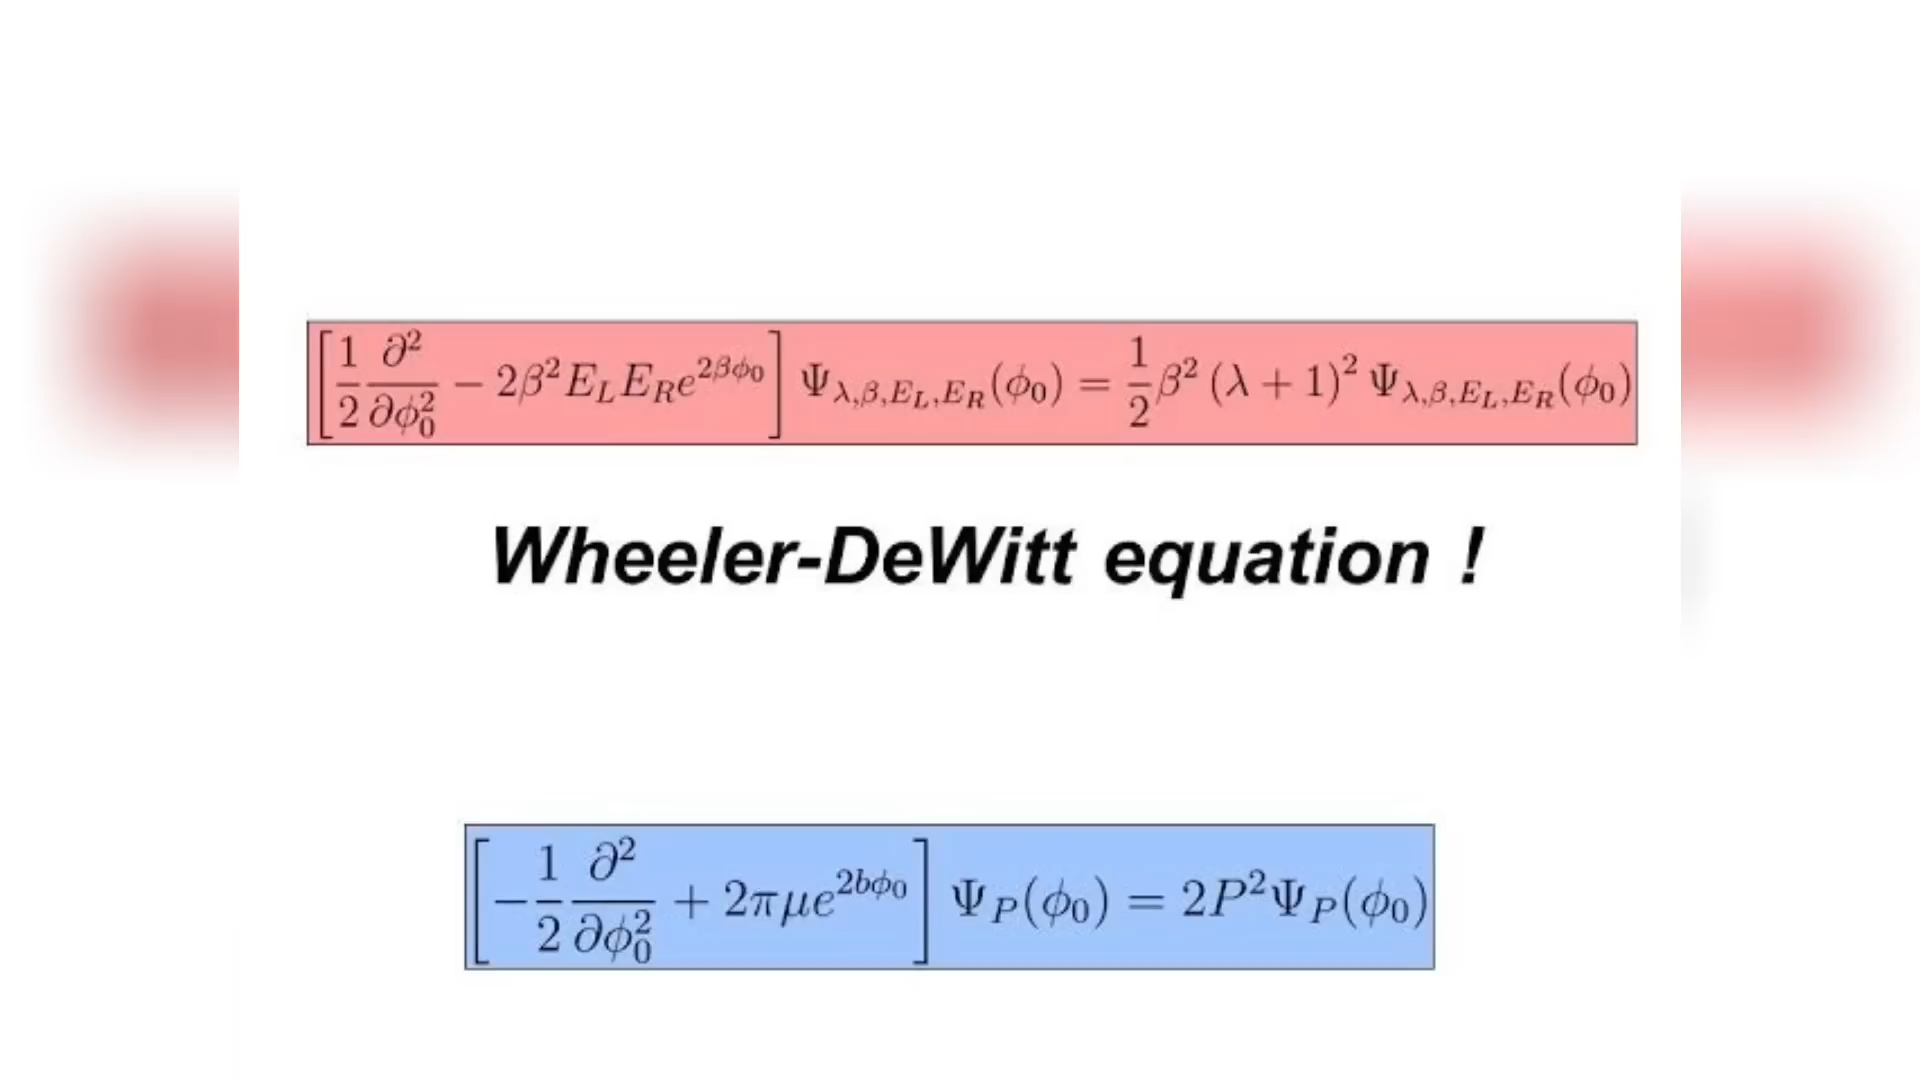 [1/2 ∂²/∂ϕ₀² − 2β²E_L E_R e^{2βϕ₀}] Ψ_{λ,β,E_L,E_R}(ϕ₀) = 1/2 β² (λ + 1)² Ψ_{λ,β,E_L,E_R}(ϕ₀)
Wheeler-DeWitt equation !
[−1/2 ∂²/∂ϕ₀² + 2πμe^{2bϕ₀}] Ψ_P(ϕ₀) = 2P²Ψ_P(ϕ₀)